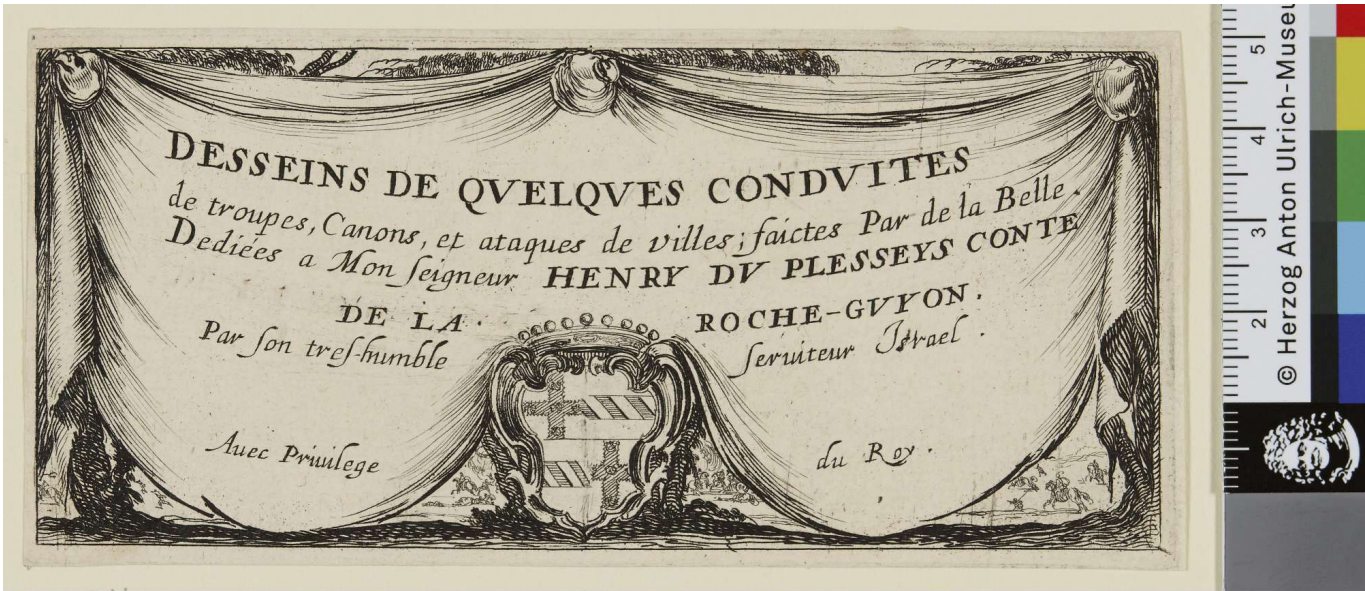 DESSEINS DE QVELQVES CONDVITES
de troupes, Canons, et ataques de villes; faictes Par de la Belle.
Dediées a Mon seigneur HENRY DV PLESSEYS CONTE
DE LA. ROCHE-GVYON.
Par son tres-humble seruiteur Israel.
Auec Priuilege du Roy.
5
4
3
2
© Herzog Anton Ulrich-Museu